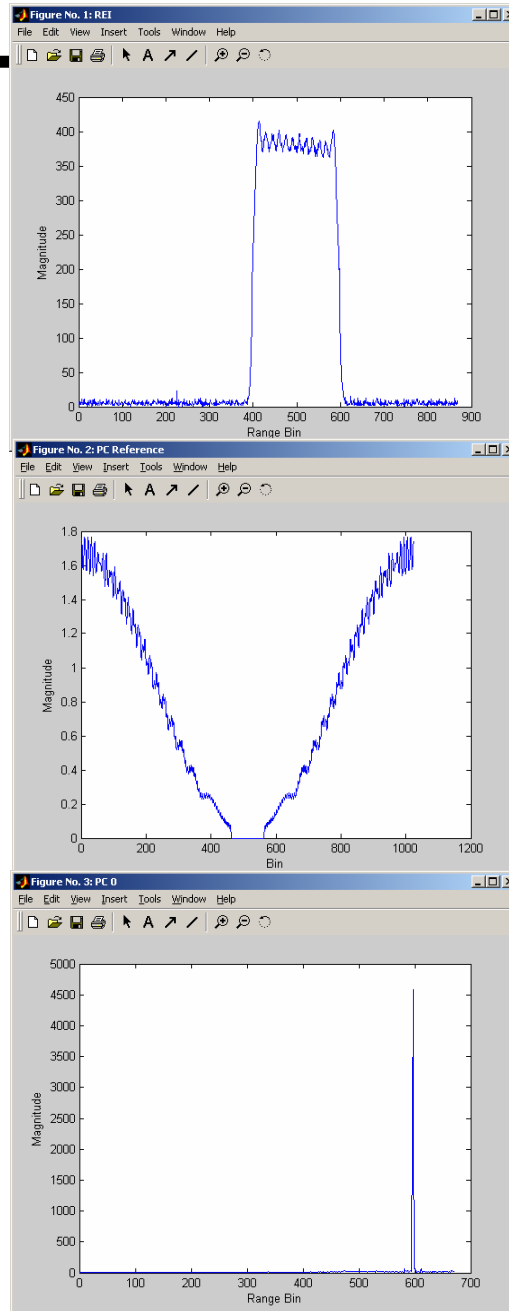 Figure No. 1: REI
File Edit View Insert Tools Window Help
450
400
350
300
250
200
150
100
50
0
Magnitude
0 100 200 300 400 500 600 700 800 900
Range Bin
Figure No. 2: PC Reference
File Edit View Insert Tools Window Help
1.8
1.6
1.4
1.2
1
0.8
0.6
0.4
0.2
0
Magnitude
0 200 400 600 800 1000 1200
Bin
Figure No. 3: PC 0
File Edit View Insert Tools Window Help
5000
4500
4000
3500
3000
2500
2000
1500
1000
500
0
Magnitude
0 100 200 300 400 500 600 700
Range Bin